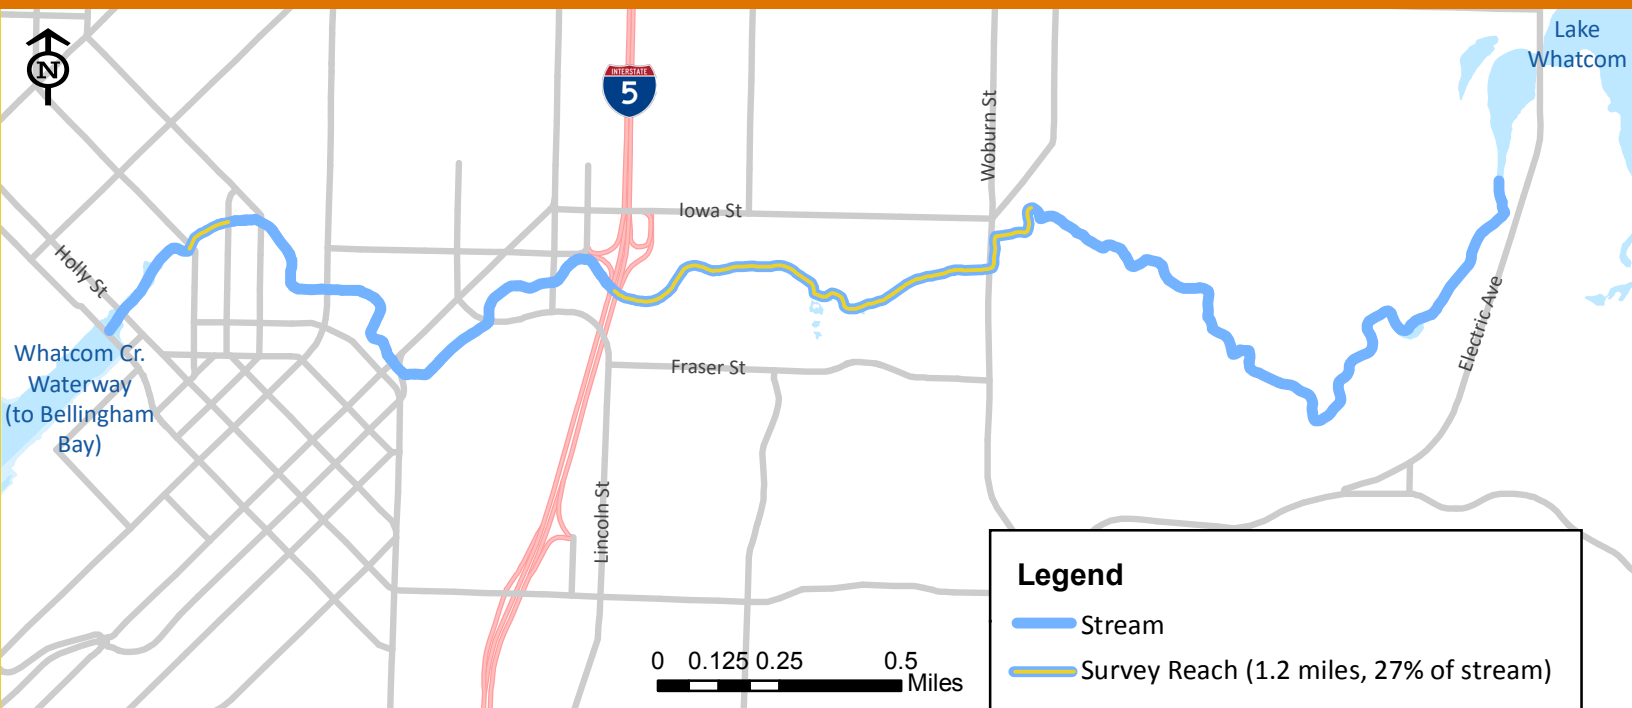 N
Lake
Whatcom
INTERSTATE
5
Woburn St
Iowa St
Holly St
Electric Ave
Whatcom Cr.
Waterway
(to Bellingham
Bay)
Fraser St
Lincoln St
Legend
Stream
Survey Reach (1.2 miles, 27% of stream)
0 0.125 0.25 0.5
Miles